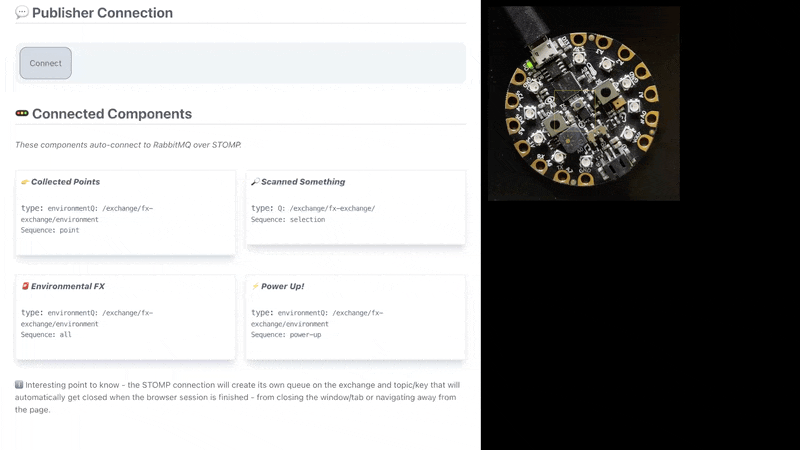 Publisher Connection
Connect
Connected Components
These components auto-connect to RabbitMQ over STOMP.
Collected Points
type: environmentQ: /exchange/fx-
exchange/environment
Sequence: point
Scanned Something
type: Q: /exchange/fx-exchange/
Sequence: selection
Environmental FX
type: environmentQ: /exchange/fx-
exchange/environment
Sequence: all
Power Up!
type: environmentQ: /exchange/fx-
exchange/environment
Sequence: power-up
Interesting point to know - the STOMP connection will create its own queue on the exchange and topic/key that will
automatically get closed when the browser session is finished - from closing the window/tab or navigating away from
the page.